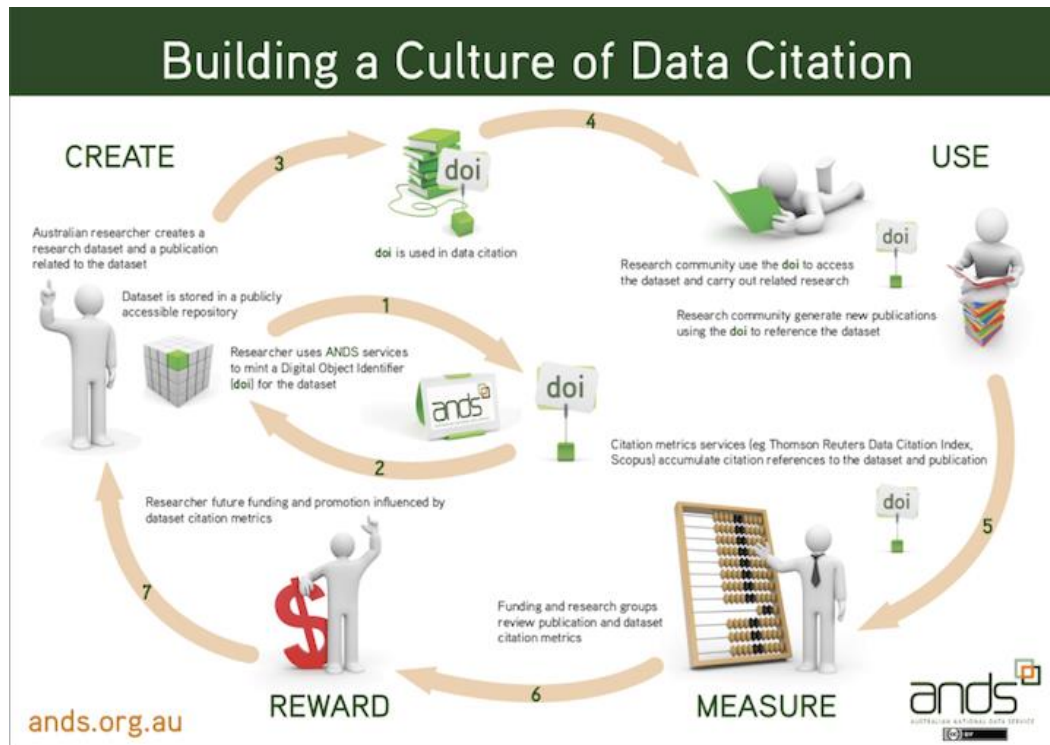 Building a Culture of Data Citation
CREATE
3
doi
doi is used in data citation
4
USE
Australian researcher creates a
research dataset and a publication
related to the dataset
Dataset is stored in a publicly
accessible repository
Researcher uses ANDS services
to mint a Digital Object Identifier
(doi) for the dataset
1
ands
doi
2
doi
Research community use the doi to access
the dataset and carry out related research
Research community generate new publications
using the doi to reference the dataset
Citation metrics services (eg Thomson Reuters Data Citation Index,
Scopus) accumulate citation references to the dataset and publication
doi
5
Funding and research groups
review publication and dataset
citation metrics
MEASURE
6
Researcher future funding and promotion influenced by
dataset citation metrics
REWARD
7
ands.org.au
ands
AUSTRALIAN NATIONAL DATA SERVICE
cc BY